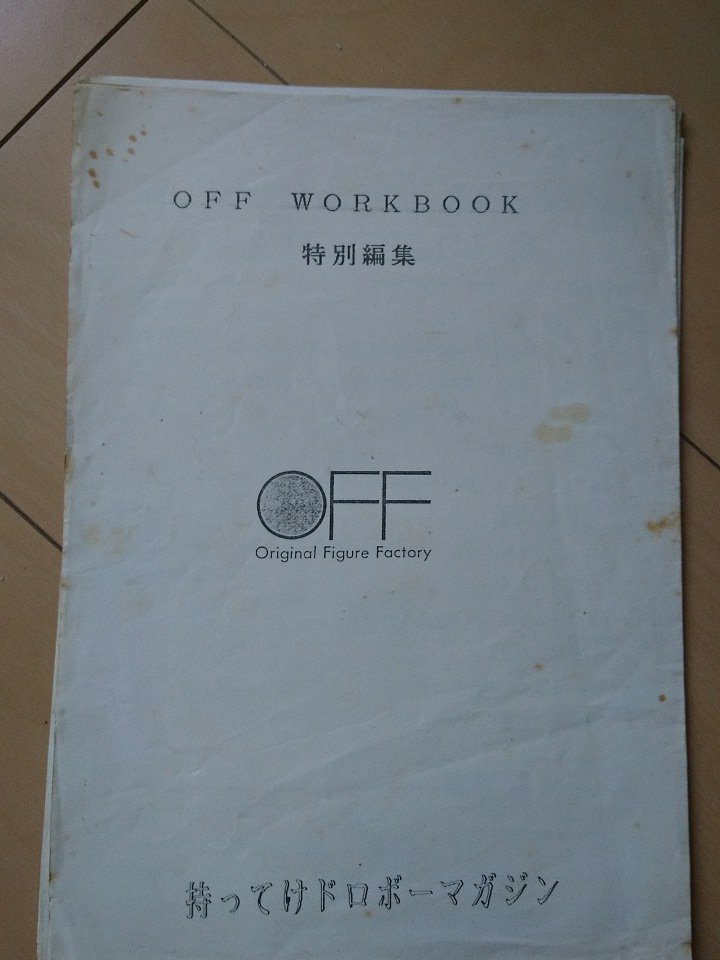 OFF WORKBOOK
特別編集
OFF
Original Figure Factory
持ってけドロボーマガジン